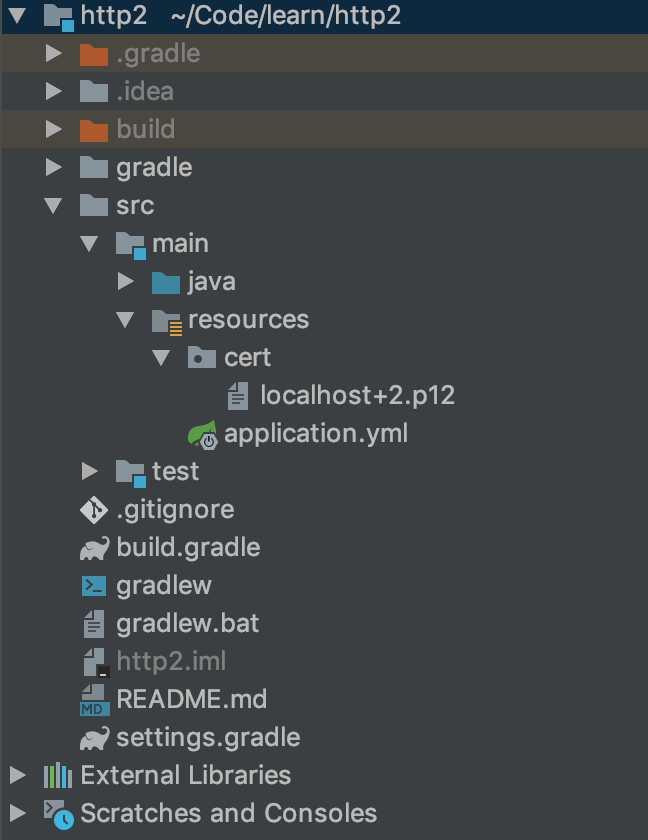 http2 ~/Code/learn/http2
.gradle
.idea
build
gradle
src
main
java
resources
cert
localhost+2.p12
application.yml
test
.gitignore
build.gradle
gradlew
gradlew.bat
http2.iml
MD README.md
settings.gradle
External Libraries
Scratches and Consoles